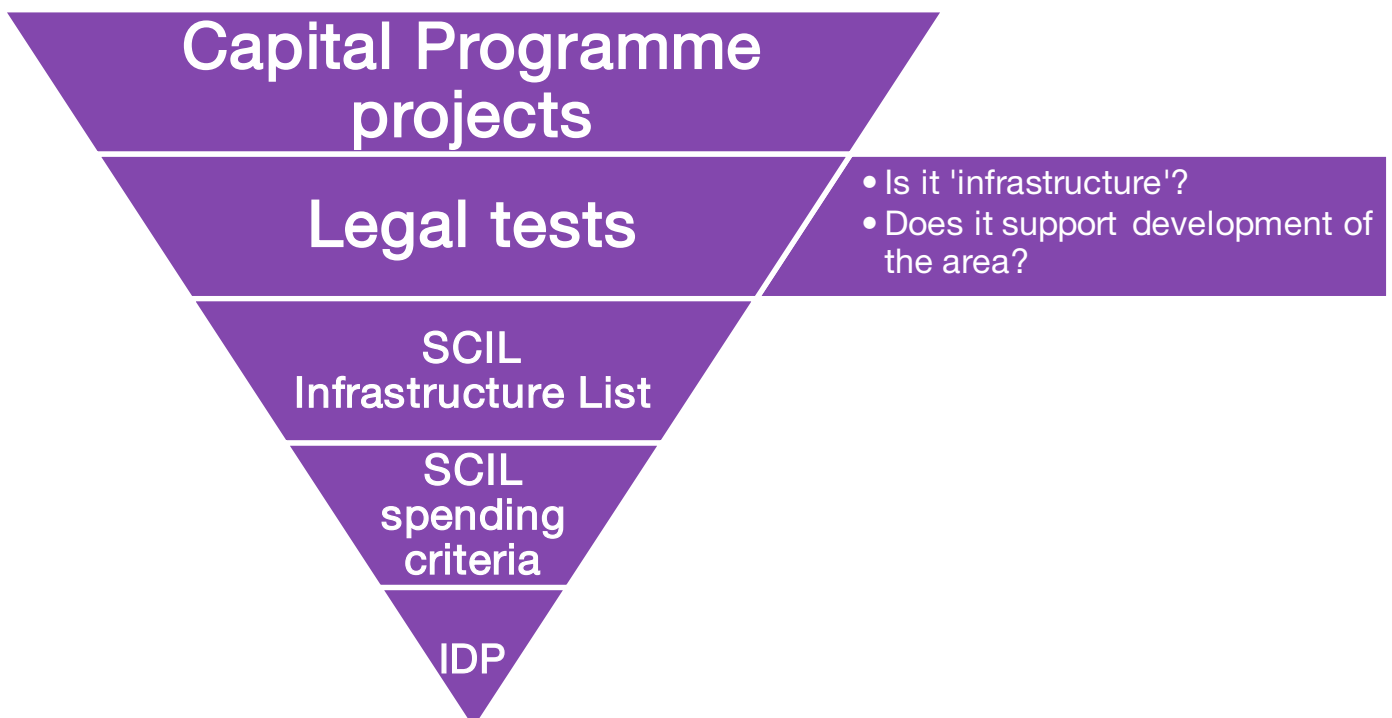 Capital Programme
projects
Legal tests
• Is it 'infrastructure'?
• Does it support development of
the area?
SCIL
Infrastructure List
SCIL
spending
criteria
IDP